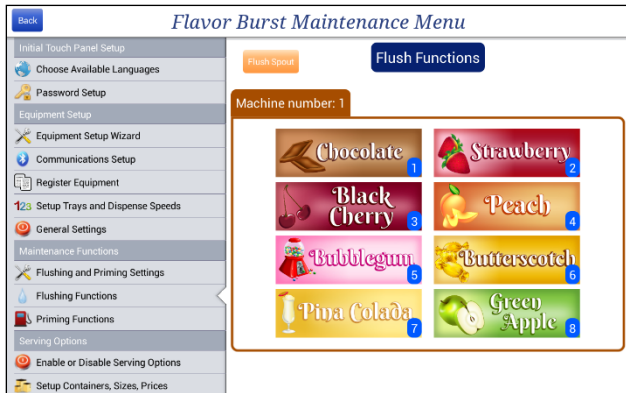 Back
Flavor Burst Maintenance Menu
Initial Touch Panel Setup
Choose Available Languages
Password Setup
Equipment Setup
Equipment Setup Wizard
Communications Setup
Register Equipment
123 Setup Trays and Dispense Speeds
General Settings
Maintenance Functions
Flushing and Priming Settings
Flushing Functions
Priming Functions
Serving Options
Enable or Disable Serving Options
Setup Containers, Sizes, Prices
Flush Spout
Flush Functions
Machine number: 1
Chocolate 1
Strawberry 2
Black
Cherry 3
Peach 4
Bubblegum 5
Butterscotch 6
Pina Colada 7
Green
Apple 8